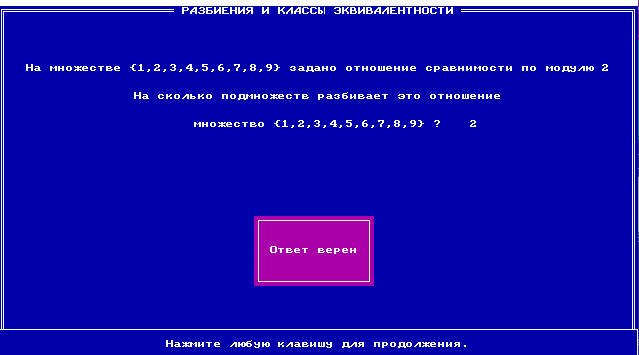 РАЗБИЕНИЯ И КЛАССЫ ЭКВИВАЛЕНТНОСТИ
На множестве {1,2,3,4,5,6,7,8,9} задано отношение сравнимости по модулю 2
На сколько подмножеств разбивает это отношение
множество {1,2,3,4,5,6,7,8,9} ? 2
Ответ верен
Нажмите любую клавишу для продолжения.